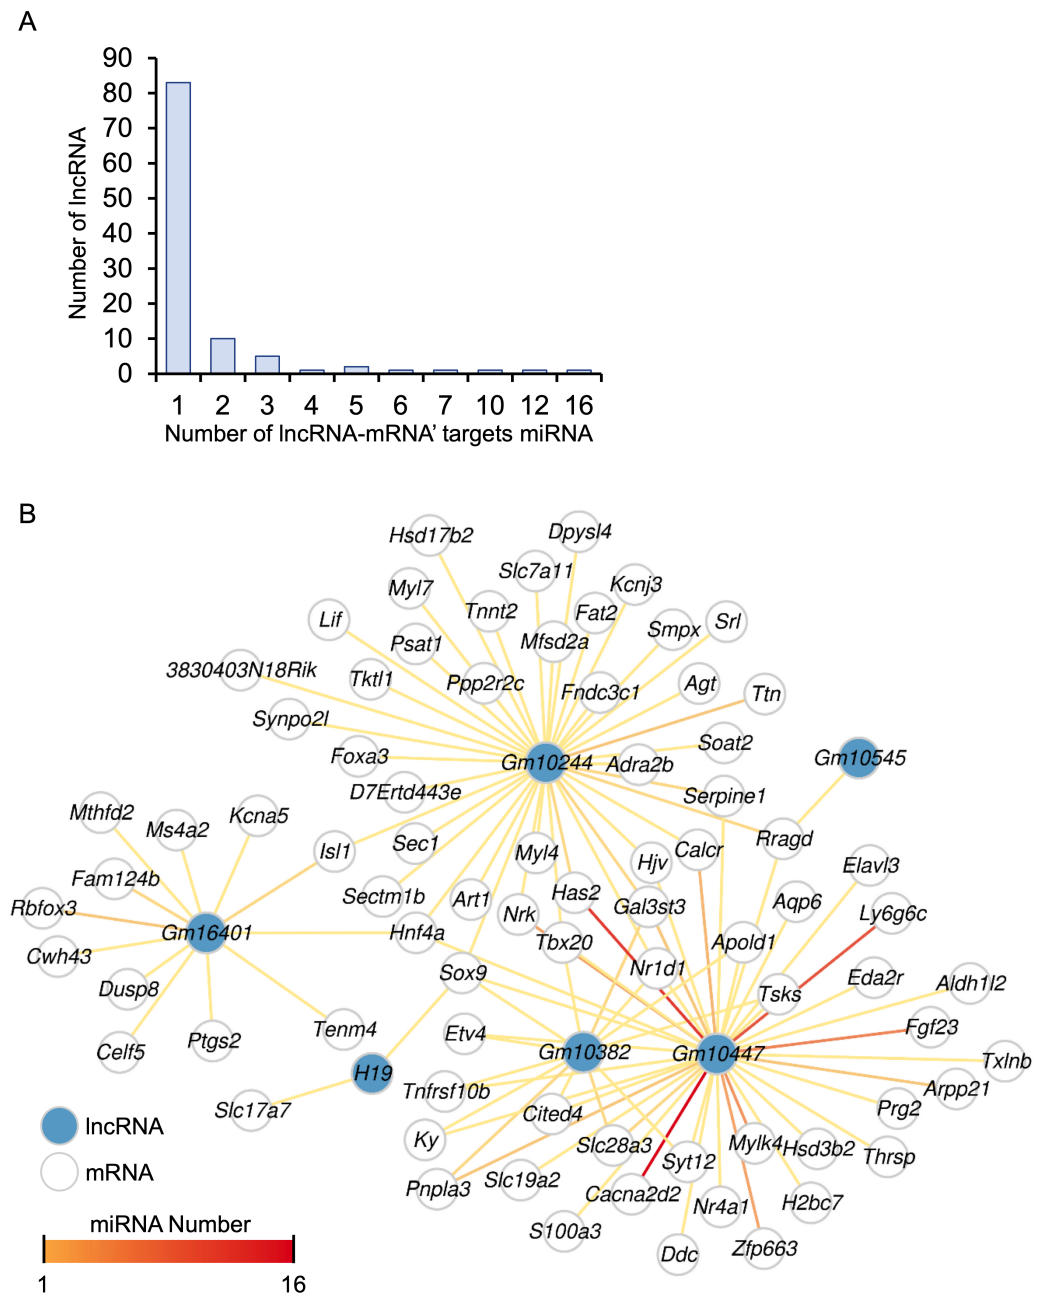 A
90
80
70
60
50
40
30
20
10
0
Number of lncRNA
1 2 3 4 5 6 7 10 12 16
Number of lncRNA-mRNA’ targets miRNA
B
Hsd17b2
Dpysl4
Slc7a11
Myl7
Kcnj3
Lif
Tnnt2
Fat2
Smpx
Srl
Psat1
Mfsd2a
3830403N18Rik
Tktl1
Ppp2r2c
Fndc3c1
Agt
Ttn
Synpo2l
Foxa3
Gm10244
Adra2b
Soat2
Gm10545
D7Ertd443e
Serpine1
Mthfd2
Ms4a2
Kcna5
Isl1
Sec1
Myl4
Hjv
Calcr
Rragd
Elavl3
Fam124b
Rbfox3
Sectm1b
Art1
Nrk
Has2
Gal3st3
Aqp6
Ly6g6c
Gm16401
Hnf4a
Tbx20
Apold1
Cwh43
Dusp8
Sox9
Nr1d1
Tsks
Eda2r
Aldh1l2
Celf5
Ptgs2
Tenm4
Etv4
Gm10382
Gm10447
Fgf23
Txlnb
H19
Tnfrsf10b
Arpp21
Slc17a7
Cited4
Prg2
lncRNA
Ky
Slc28a3
Syt12
Mylk4
Hsd3b2
Thrsp
mRNA
Pnpla3
Slc19a2
Cacna2d2
Nr4a1
H2bc7
miRNA Number
S100a3
Ddc
Zfp663
1 16